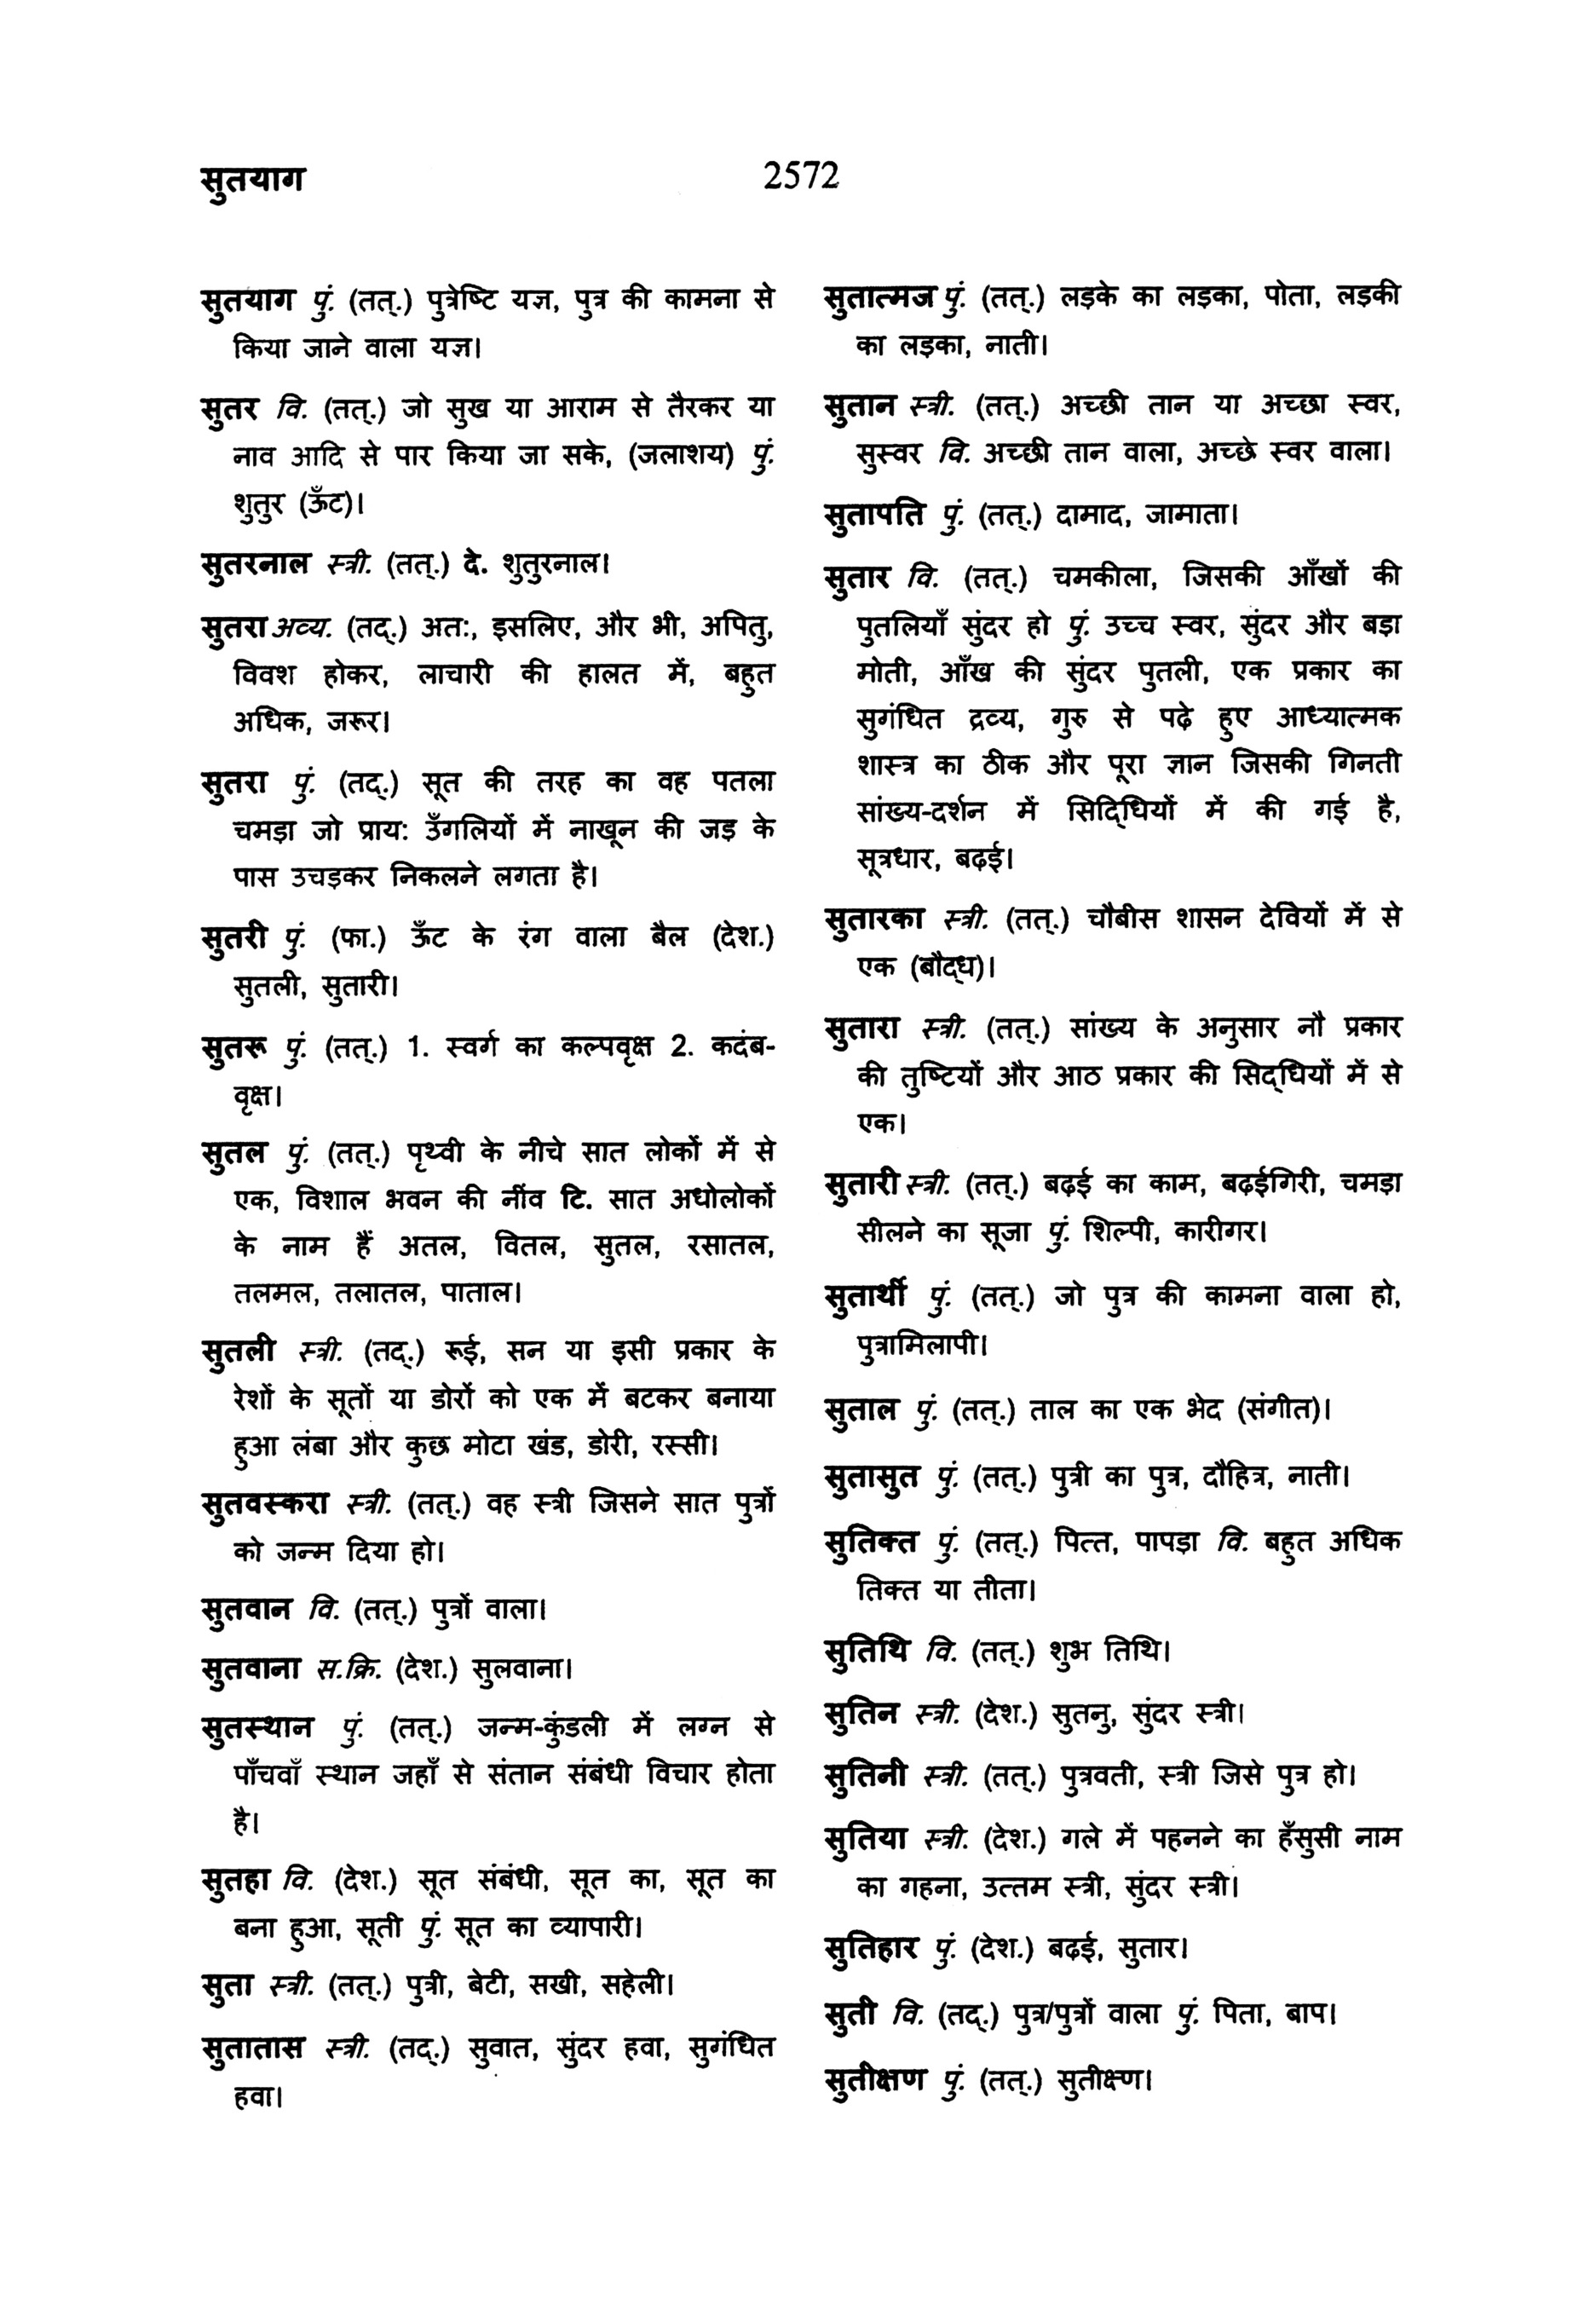 सुतयाग
2572
सुतयाग पुं. (तत्.) पुत्रेष्टि यज्ञ, पुत्र की कामना से
किया जाने वाला यज्ञ।
सुतर वि. (तत्.) जो सुख या आराम से तैरकर या
नाव आदि से पार किया जा सके, (जलाशय) पुं.
शुतुर (ऊँट)।
सुतरनाल स्त्री. (तत्.) दे. शुतुरनाल।
सुतरा अव्य. (तद्.) अतः, इसलिए, और भी, अपितु,
विवश होकर, लाचारी की हालत में, बहुत
अधिक, जरूर।
सुतरा पुं. (तद्.) सूत की तरह का वह पतला
चमड़ा जो प्रायः उँगलियों में नाखून की जड़ के
पास उचड़कर निकलने लगता है।
सुतरी पुं. (फा.) ऊँट के रंग वाला बैल (देश.)
सुतली, सुतारी।
सुतरू पुं. (तत्.) 1. स्वर्ग का कल्पवृक्ष 2. कदंब-
वृक्ष।
सुतल पुं. (तत्.) पृथ्वी के नीचे सात लोकों में से
एक, विशाल भवन की नींव टि. सात अधोलोकों
के नाम हैं अतल, वितल, सुतल, रसातल,
तलमल, तलातल, पाताल।
सुतली स्त्री. (तद्.) रूई, सन या इसी प्रकार के
रेशों के सूतों या डोरों को एक में बटकर बनाया
हुआ लंबा और कुछ मोटा खंड, डोरी, रस्सी।
सुतवस्करा स्त्री. (तत्.) वह स्त्री जिसने सात पुत्रों
को जन्म दिया हो।
सुतवान वि. (तत्.) पुत्रों वाला।
सुतवाना स.क्रि. (देश.) सुलवाना।
सुतस्थान पुं. (तत्.) जन्म-कुंडली में लग्न से
पाँचवाँ स्थान जहाँ से संतान संबंधी विचार होता
है।
सुतहा वि. (देश.) सूत संबंधी, सूत का, सूत का
बना हुआ, सूती पुं. सूत का व्यापारी।
सुता स्त्री. (तत्.) पुत्री, बेटी, सखी, सहेली।
सुतातास स्त्री. (तद्.) सुवात, सुंदर हवा, सुगंधित
हवा।
सुतात्मज पुं. (तत्.) लड़के का लड़का, पोता, लड़की
का लड़का, नाती।
सुतान स्त्री. (तत्.) अच्छी तान या अच्छा स्वर,
सुस्वर वि. अच्छी तान वाला, अच्छे स्वर वाला।
सुतापति पुं. (तत्.) दामाद, जामाता।
सुतार वि. (तत्.) चमकीला, जिसकी आँखों की
पुतलियाँ सुंदर हो पुं. उच्च स्वर, सुंदर और बड़ा
मोती, आँख की सुंदर पुतली, एक प्रकार का
सुगंधित द्रव्य, गुरु से पढ़े हुए आध्यात्मक
शास्त्र का ठीक और पूरा ज्ञान जिसकी गिनती
सांख्य-दर्शन में सिद्धियों में की गई है,
सूत्रधार, बढ़ई।
सुतारका स्त्री. (तत्.) चौबीस शासन देवियों में से
एक (बौद्ध)।
सुतारा स्त्री. (तत्.) सांख्य के अनुसार नौ प्रकार
की तुष्टियों और आठ प्रकार की सिद्धियों में से
एक।
सुतारी स्त्री. (तत्.) बढ़ई का काम, बढ़ईगिरी, चमड़ा
सीलने का सूजा पुं. शिल्पी, कारीगर।
सुतार्थी पुं. (तत्.) जो पुत्र की कामना वाला हो,
पुत्रामिलापी।
सुताल पुं. (तत्.) ताल का एक भेद (संगीत)।
सुतासुत पुं. (तत्.) पुत्री का पुत्र, दौहित्र, नाती।
सुतिक्त पुं. (तत्.) पित्त, पापड़ा वि. बहुत अधिक
तिक्त या तीता।
सुतिथि वि. (तत्.) शुभ तिथि।
सुतिन स्त्री. (देश.) सुतनु, सुंदर स्त्री।
सुतिनी स्त्री. (तत्.) पुत्रवती, स्त्री जिसे पुत्र हो।
सुतिया स्त्री. (देश.) गले में पहनने का हँसुसी नाम
का गहना, उत्तम स्त्री, सुंदर स्त्री।
सुतिहार पुं. (देश.) बढ़ई, सुतार।
सुती वि. (तद्.) पुत्र/पुत्रों वाला पुं. पिता, बाप।
सुतीक्षण पुं. (तत्.) सुतीक्ष्ण।